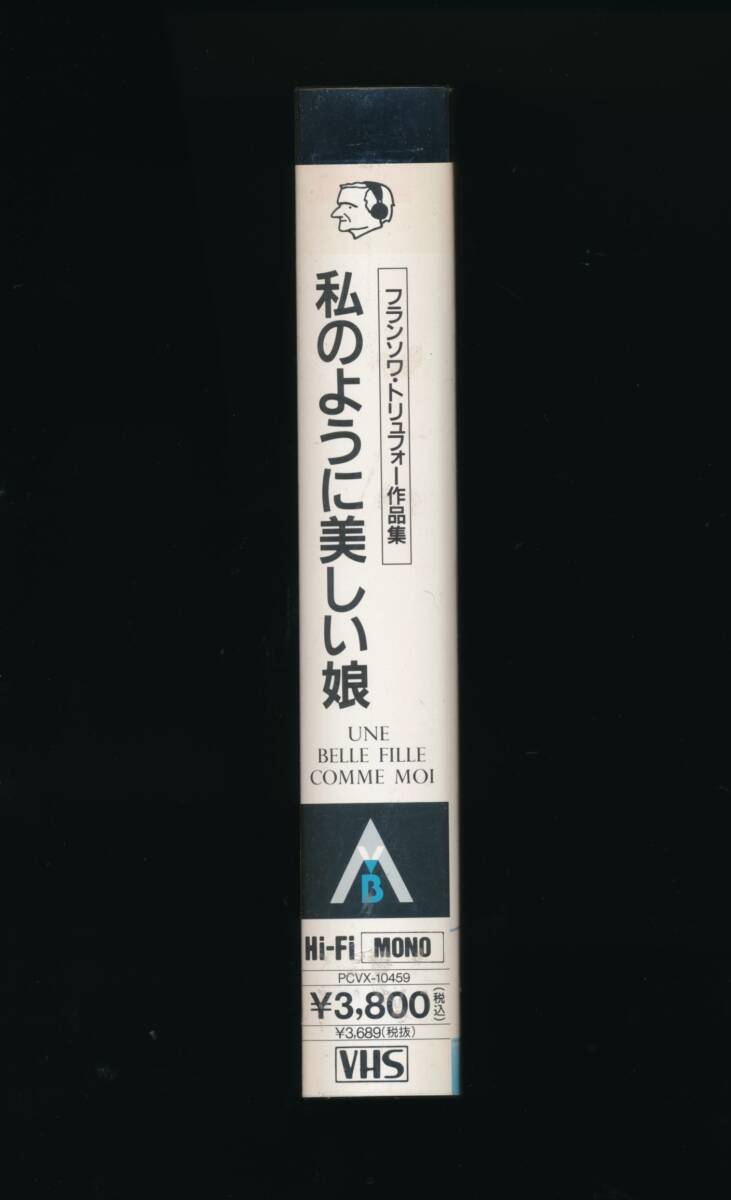 フランソワ・トリュフォー作品集
私のように美しい娘
UNE
BELLE FILLE
COMME MOI
VB
Hi-Fi MONO
PCVX-10459
¥3,800(税込)
¥3,689(税抜)
VHS